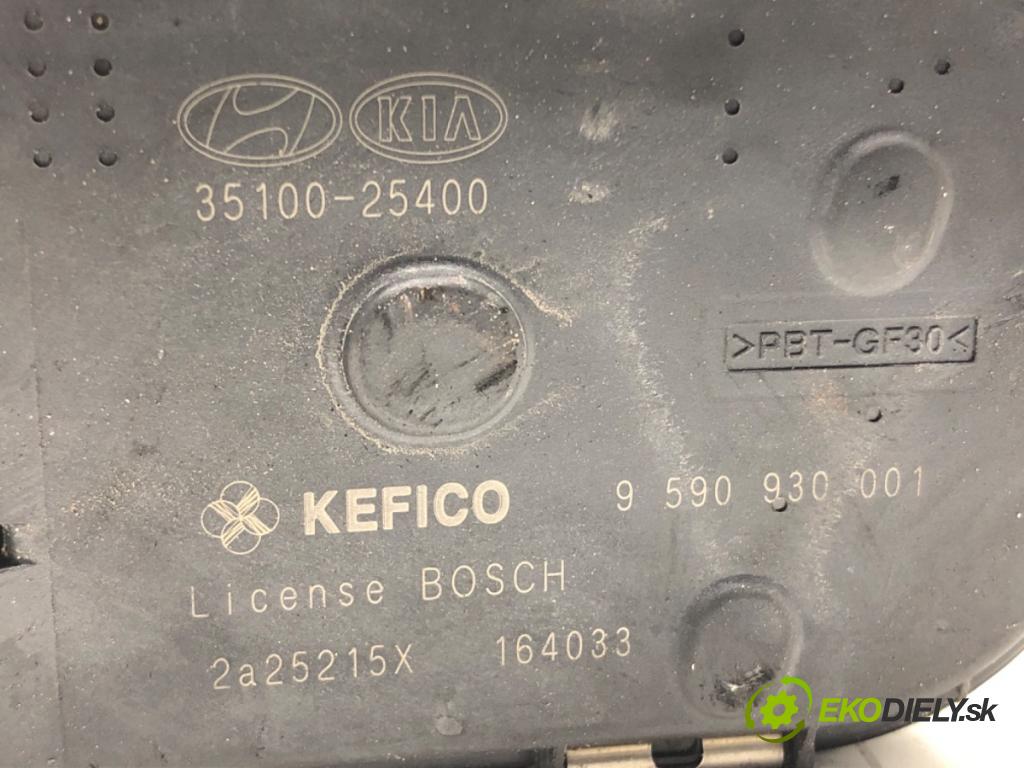 KIA
35100-25400
>PBT-GF30<
KEFICO 9 590 930 001
License BOSCH
2a25215X 164033
EKODIELY.sk